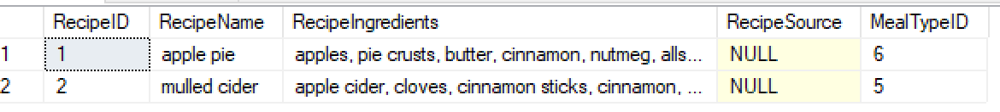 RecipeID RecipeName RecipeIngredients RecipeSource MealTypeID
1 1 apple pie apples, pie crusts, butter, cinnamon, nutmeg, alls... NULL 6
2 2 mulled cider apple cider, cloves, cinnamon sticks, cinnamon, ... NULL 5